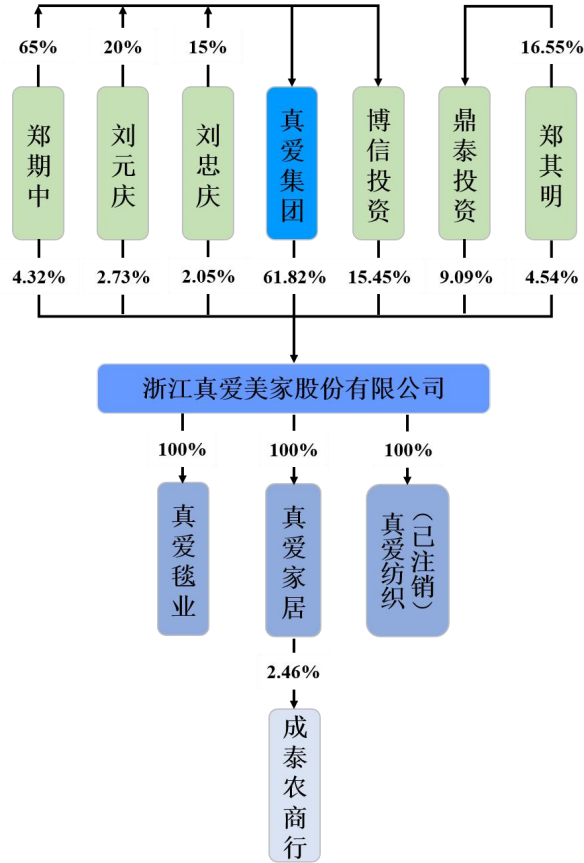 65%
20%
15%
16.55%
郑期中
刘元庆
刘忠庆
真爱集团
博信投资
鼎泰投资
郑其明
4.32%
2.73%
2.05%
61.82%
15.45%
9.09%
4.54%
浙江真爱美家股份有限公司
100%
100%
100%
真爱毯业
真爱家居
真爱纺织
（已注销）
2.46%
成泰农商行